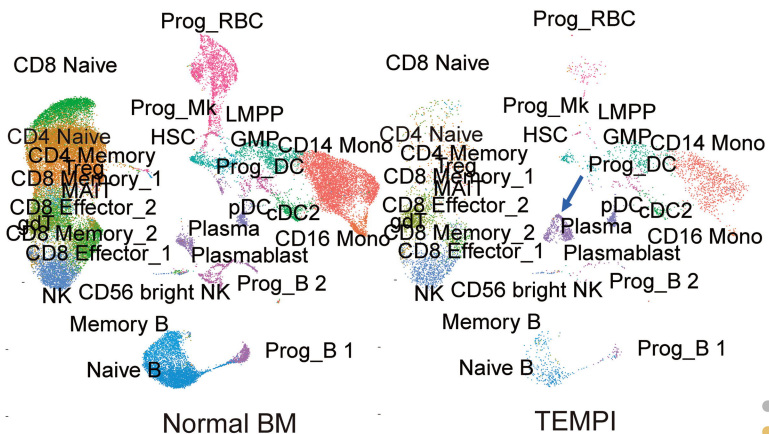 Prog_RBC
CD8 Naive
Prog_Mk
LMPP
HSC
GMP
CD14 Mono
CD4 Naive
CD4 Memory
Treg
Prog_DC
CD8 Memory_1
MAIT
CD8 Effector_2
pDC
cDC2
gdT
Plasma
CD8 Memory_2
CD16 Mono
CD8 Effector_1
Plasmablast
NK
CD56 bright NK
Prog_B 2
Memory B
Naive B
Prog_B 1
Normal BM
Prog_RBC
CD8 Naive
Prog_Mk
LMPP
HSC
GMP
CD14 Mono
CD4 Naive
CD4 Memory
Treg
Prog_DC
CD8 Memory_1
MAIT
CD8 Effector_2
pDC
cDC2
gdT
Plasma
CD8 Memory_2
CD16 Mono
CD8 Effector_1
Plasmablast
NK
CD56 bright NK
Prog_B 2
Memory B
Naive B
Prog_B 1
TEMPI